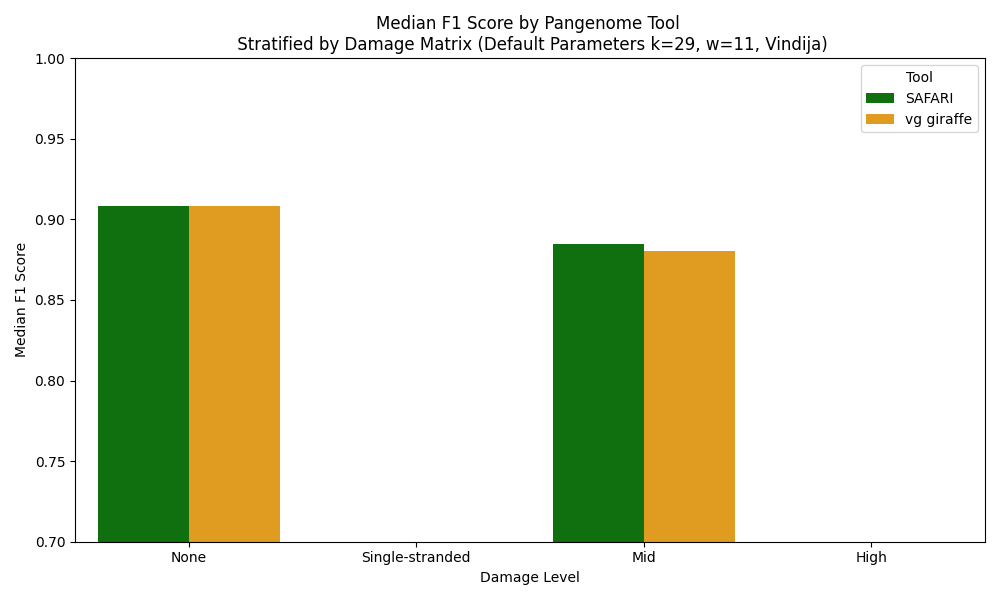 Median F1 Score by Pangenome Tool
Stratified by Damage Matrix (Default Parameters k=29, w=11, Vindija)
Median F1 Score
1.00
0.95
0.90
0.85
0.80
0.75
0.70
Tool
SAFARI
vg giraffe
None
Single-stranded
Mid
High
Damage Level